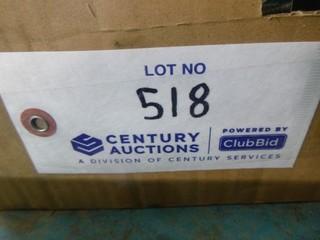 LOT NO
518
CENTURY AUCTIONS
POWERED BY
ClubBid
A DIVISION OF CENTURY SERVICES